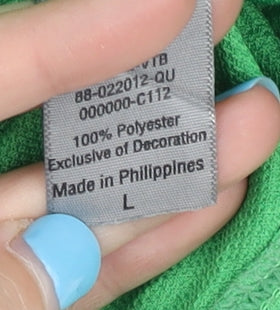 88-022012-QU
000000-C112
100% Polyester
Exclusive of Decoration
Made in Philippines
L